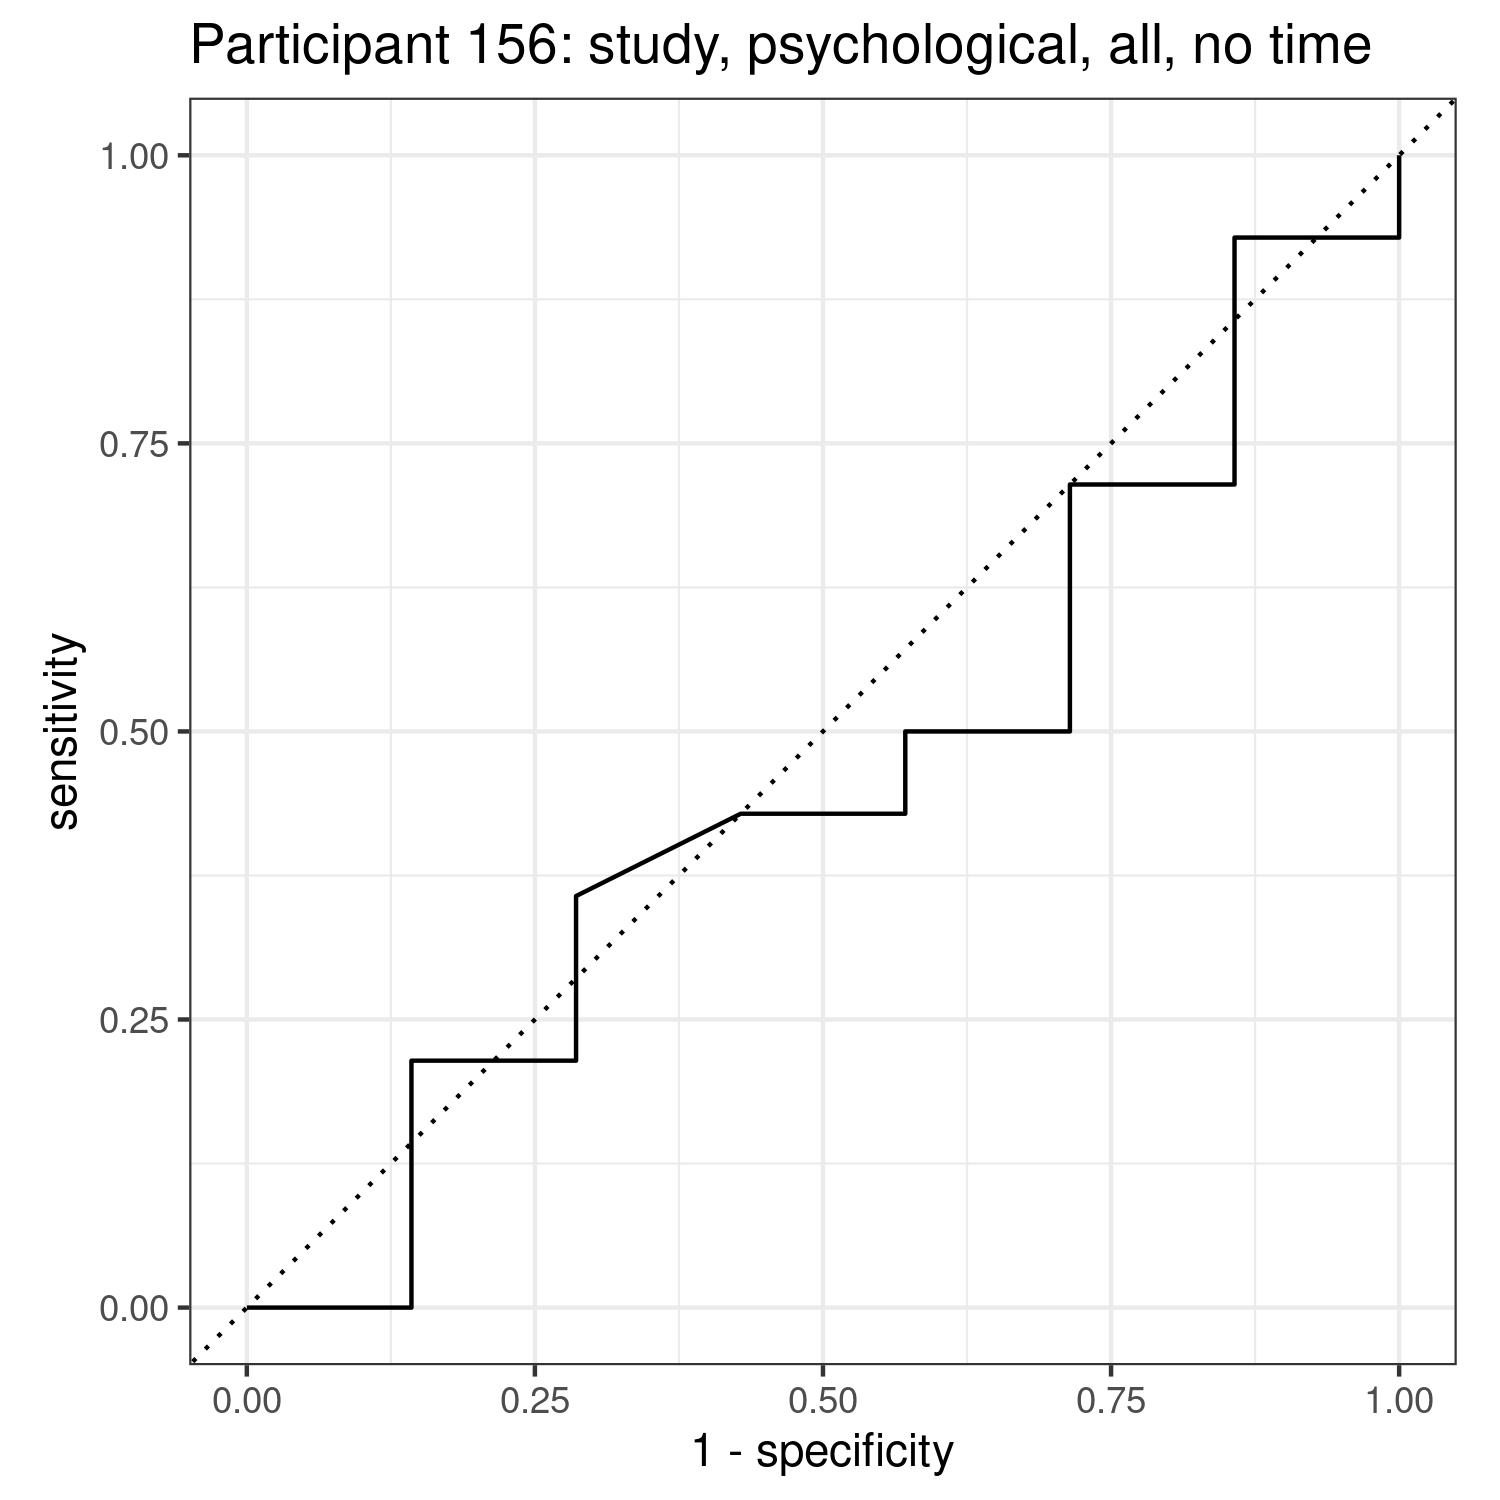 Participant 156: study, psychological, all, no time
1.00
0.75
0.50
0.25
0.00
sensitivity
0.00 0.25 0.50 0.75 1.00
1 - specificity